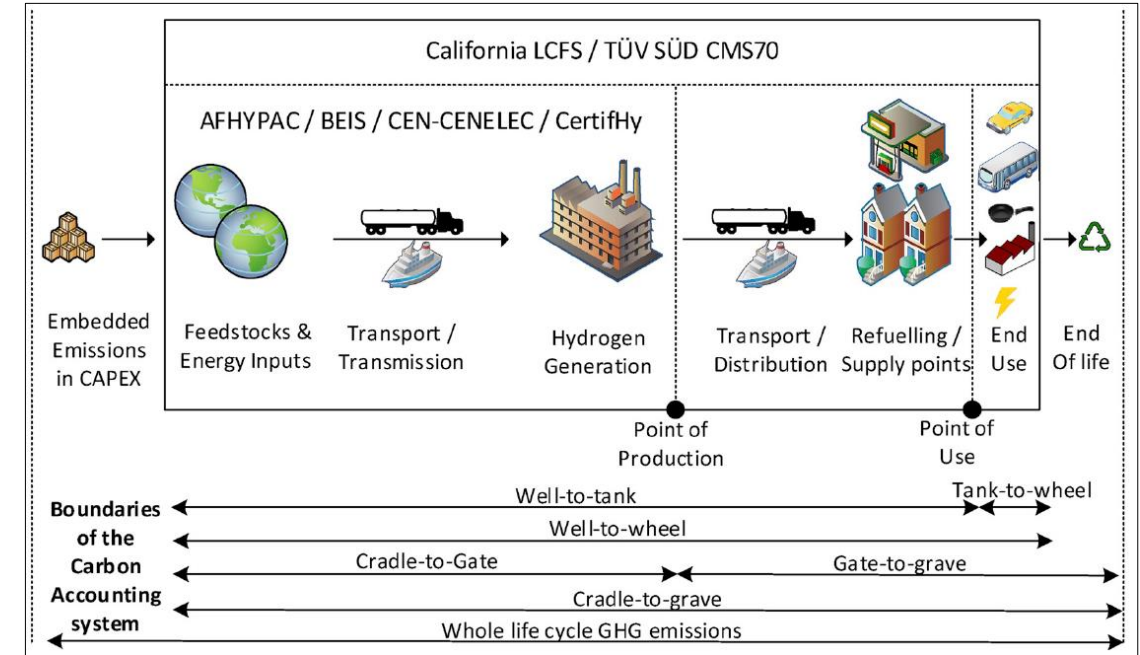 California LCFS / TÜV SÜD CMS70
AFHYPAC / BEIS / CEN-CENELEC / CertifHy
Embedded
Emissions
in CAPEX
Feedstocks &
Energy Inputs
Transport /
Transmission
Hydrogen
Generation
Transport /
Distribution
Refuelling /
Supply points
End
Use
End
Of life
Point of
Production
Point of
Use
Boundaries
of the
Carbon
Accounting
system
Well-to-tank
Tank-to-wheel
Well-to-wheel
Cradle-to-Gate
Gate-to-grave
Cradle-to-grave
Whole life cycle GHG emissions